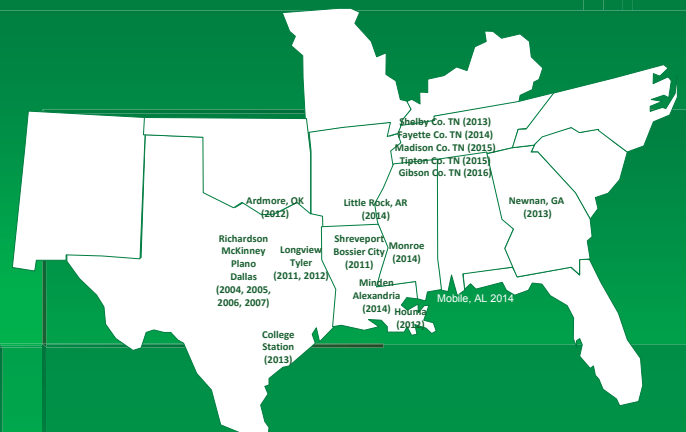 Shelby Co. TN (2013)
Fayette Co. TN (2014)
Madison Co. TN (2015)
Tipton Co. TN (2015)
Gibson Co. TN (2016)
Ardmore, OK
(2012)
Little Rock, AR
(2014)
Newnan, GA
(2013)
Richardson
McKinney
Plano
Dallas
(2004, 2005,
2006, 2007)
Longview
Tyler
(2011, 2012)
Shreveport
Bossier City
(2011)
Monroe
(2014)
Minden
Alexandria
(2014)
Houma
(2012)
Mobile, AL 2014
College
Station
(2013)